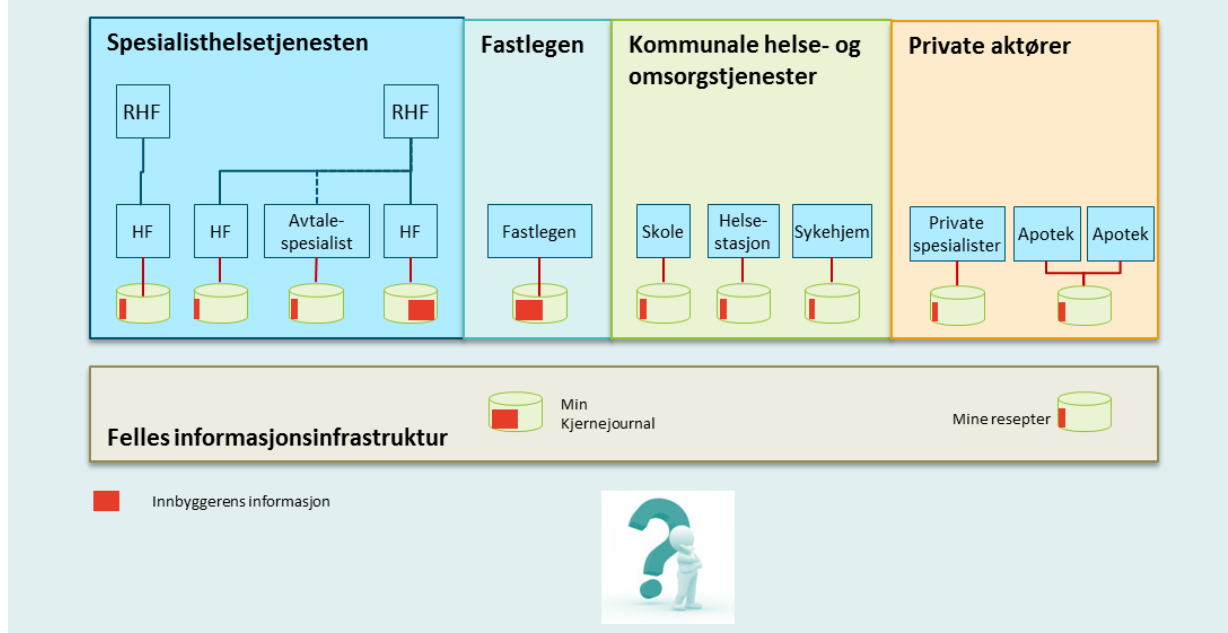 Spesialisthelsetjenesten
Fastlegen
Kommunale helse- og
omsorgstjenester
Private aktører
RHF
RHF
HF
HF
Avtale-
spesialist
HF
Fastlegen
Skole
Helse-
stasjon
Sykehjem
Private
spesialister
Apotek
Apotek
Min
Kjernejournal
Mine resepter
Felles informasjonsinfrastruktur
Innbyggerens informasjon
?